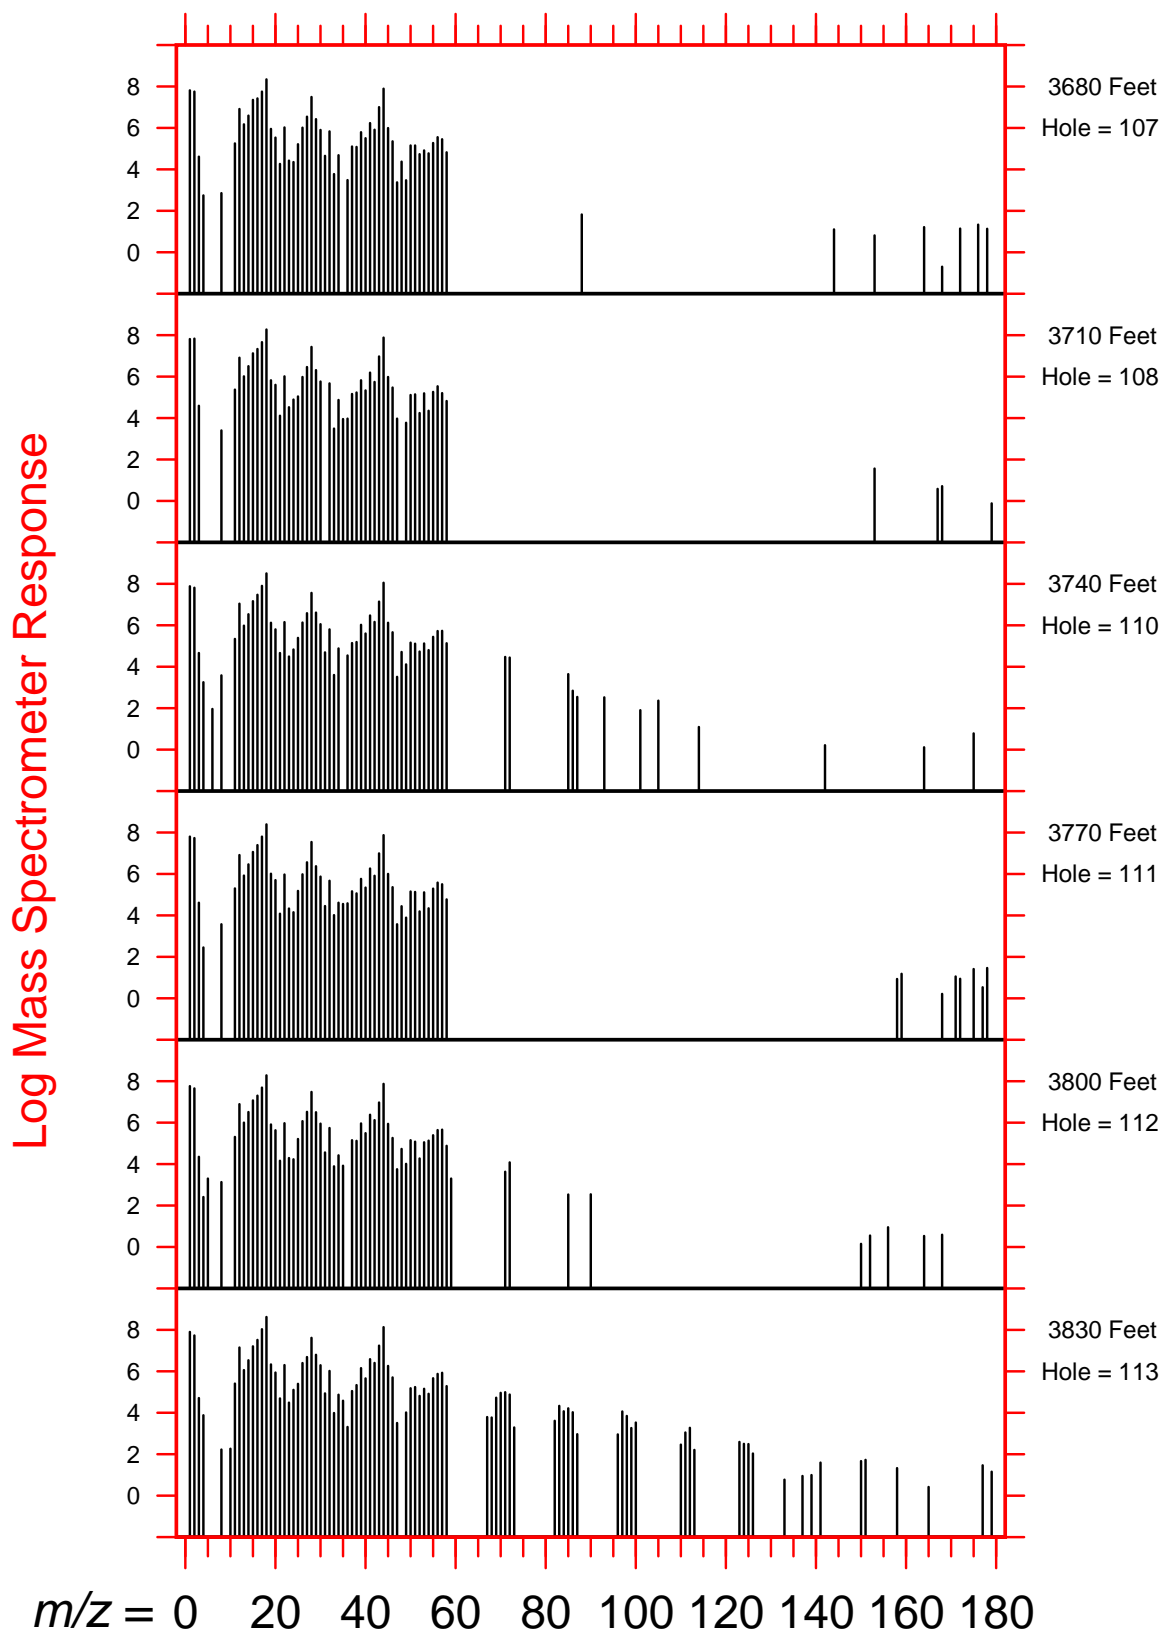 8
6
4
2
0
3680 Feet
Hole = 107
8
6
4
2
0
3710 Feet
Hole = 108
8
6
4
2
0
3740 Feet
Hole = 110
8
6
4
2
0
3770 Feet
Hole = 111
8
6
4
2
0
3800 Feet
Hole = 112
8
6
4
2
0
3830 Feet
Hole = 113
Log Mass Spectrometer Response
m/z = 0 20 40 60 80 100 120 140 160 180